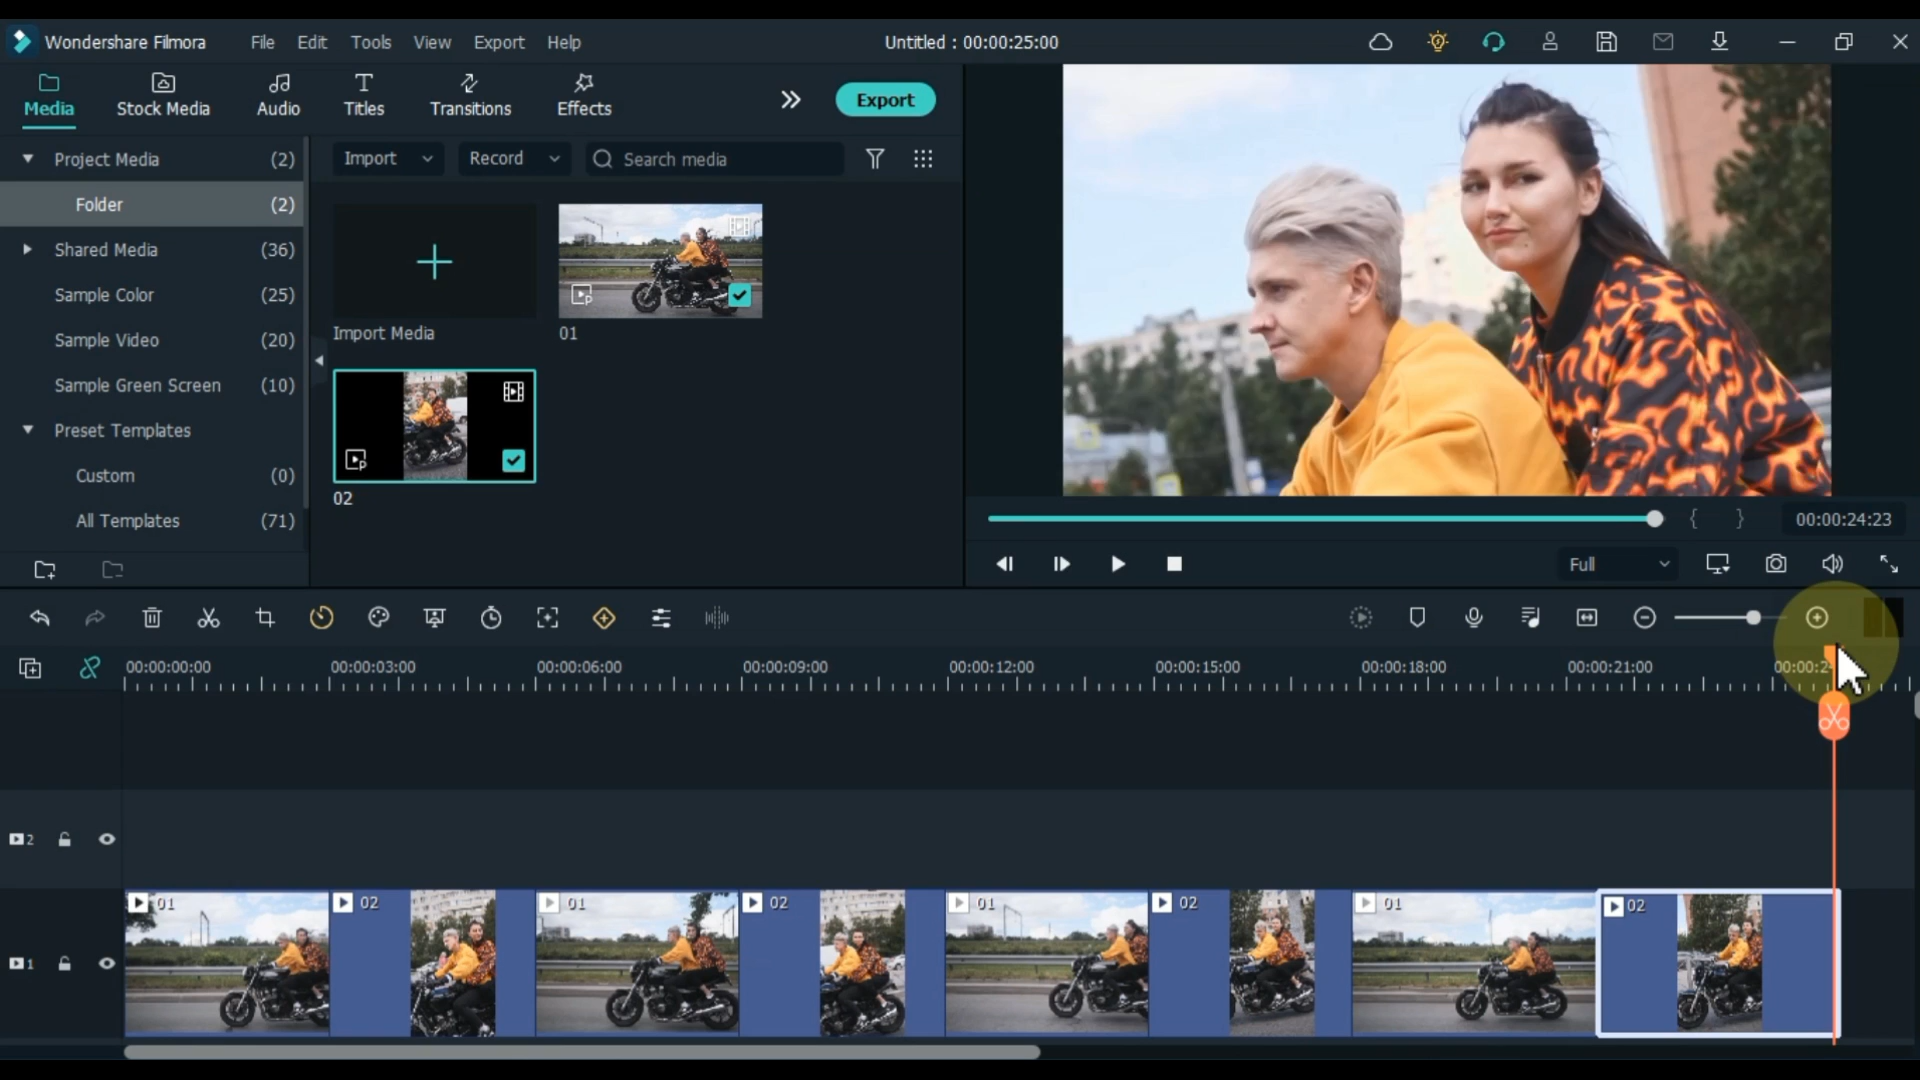 Wondershare Filmora File Edit Tools View Export Help Untitled : 00:00:25:00
Media Stock Media Audio Titles Transitions Effects Export
Project Media (2)
Folder (2)
Shared Media (36)
Sample Color (25)
Sample Video (20)
Sample Green Screen (10)
Preset Templates
Custom (0)
All Templates (71)
Import Record Search media
Import Media 01
02
00:00:24:23
Full
00:00:00:00 00:00:03:00 00:00:06:00 00:00:09:00 00:00:12:00 00:00:15:00 00:00:18:00 00:00:21:00
2
01 02 01 02 01 02 01 02
1